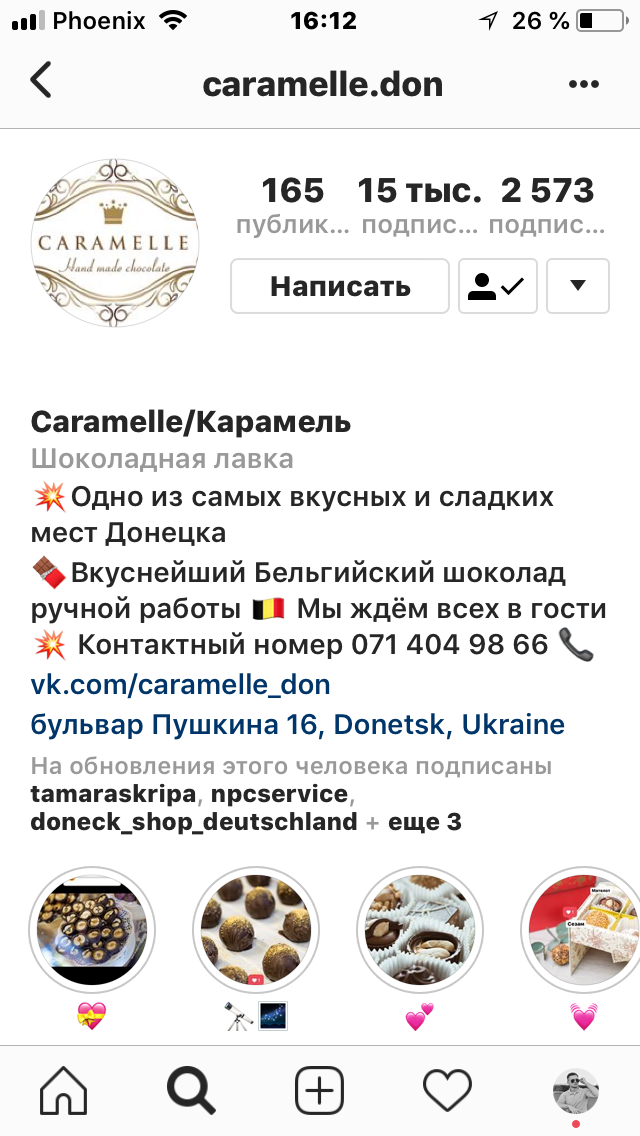 Phoenix 16:12 26 %
caramelle.don
165 15 тыс. 2 573
публик... подпис... подпис...
CARAMELLE
Hand made chocolate
Написать
Caramelle/Карамель
Шоколадная лавка
💥Одно из самых вкусных и сладких
мест Донецка
🍫Вкуснейший Бельгийский шоколад
ручной работы 🇧🇪 Мы ждём всех в гости
💥 Контактный номер 071 404 98 66 📞
vk.com/caramelle_don
бульвар Пушкина 16, Donetsk, Ukraine
На обновления этого человека подписаны
tamaraskripa, npcservice,
doneck_shop_deutschland + еще 3
Сезам
💝 🔭🌌 💕 💓